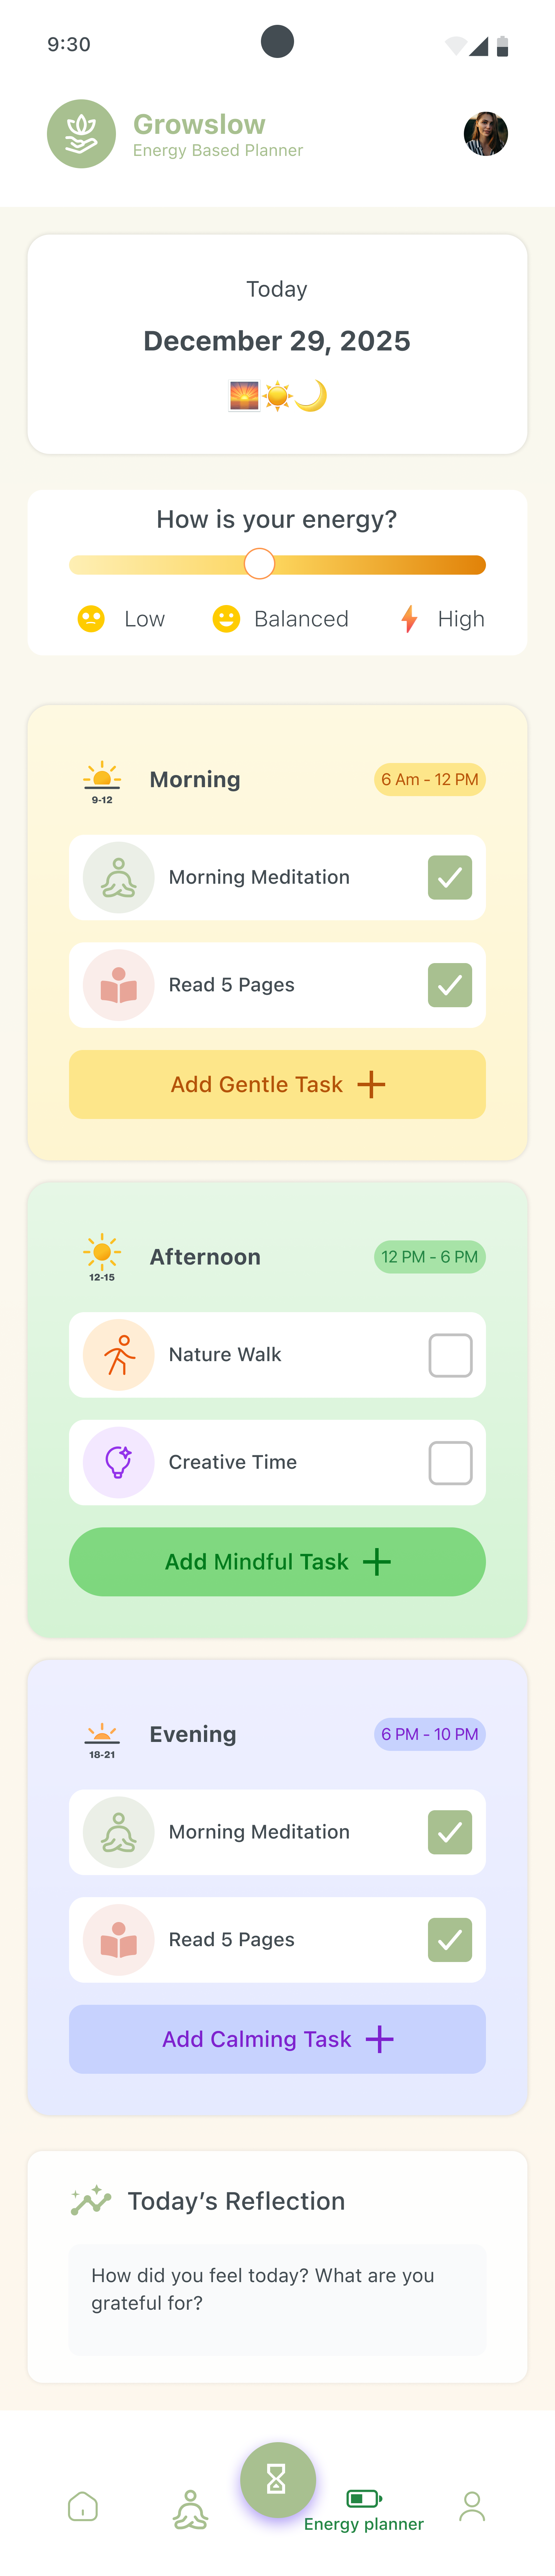 9:30
Growslow
Energy Based Planner
Today
December 29, 2025
How is your energy?
Low
Balanced
High
9-12
Morning
6 Am - 12 PM
Morning Meditation
Read 5 Pages
Add Gentle Task
12-15
Afternoon
12 PM - 6 PM
Nature Walk
Creative Time
Add Mindful Task
18-21
Evening
6 PM - 10 PM
Morning Meditation
Read 5 Pages
Add Calming Task
Today's Reflection
How did you feel today? What are you
grateful for?
Energy planner